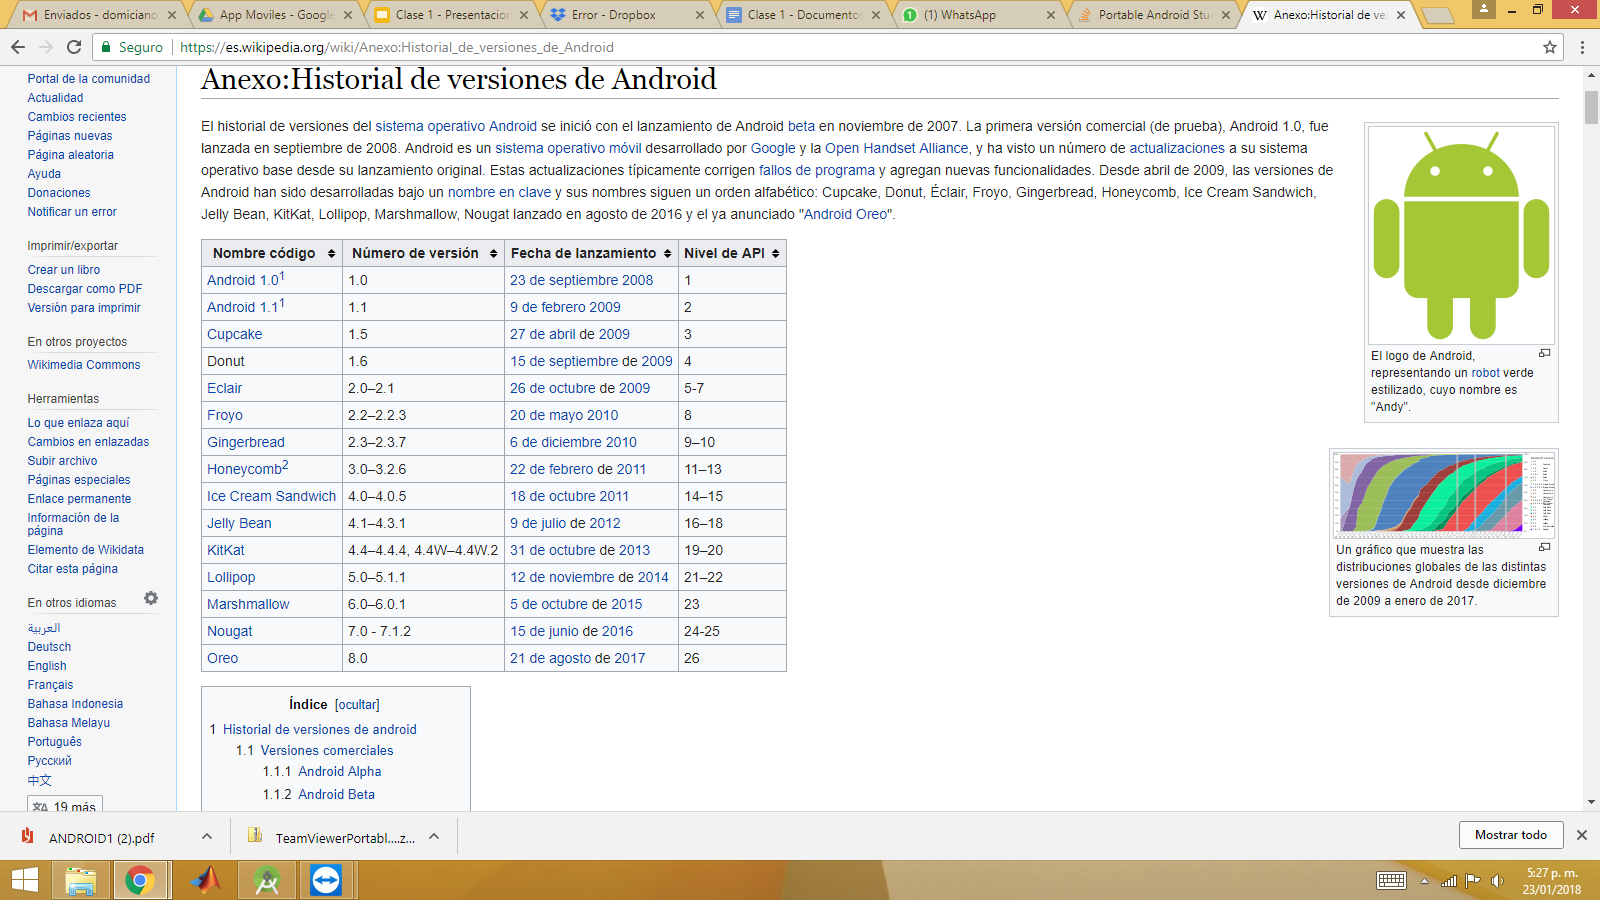 Enviados - domiciano
App Moviles - Google
Clase 1 - Presentacion
Error - Dropbox
Clase 1 - Documentos
(1) WhatsApp
Portable Android Stu
Anexo:Historial de ve
Seguro
https://es.wikipedia.org/wiki/Anexo:Historial_de_versiones_de_Android
Portal de la comunidad
Actualidad
Cambios recientes
Páginas nuevas
Página aleatoria
Ayuda
Donaciones
Notificar un error
Imprimir/exportar
Crear un libro
Descargar como PDF
Versión para imprimir
En otros proyectos
Wikimedia Commons
Herramientas
Lo que enlaza aquí
Cambios en enlazadas
Subir archivo
Páginas especiales
Enlace permanente
Información de la
página
Elemento de Wikidata
Citar esta página
En otros idiomas
العربية
Deutsch
English
Français
Bahasa Indonesia
Bahasa Melayu
Português
Русский
中文
19 más
Anexo:Historial de versiones de Android
El historial de versiones del sistema operativo Android se inició con el lanzamiento de Android beta en noviembre de 2007. La primera versión comercial (de prueba), Android 1.0, fue
lanzada en septiembre de 2008. Android es un sistema operativo móvil desarrollado por Google y la Open Handset Alliance, y ha visto un número de actualizaciones a su sistema
operativo base desde su lanzamiento original. Estas actualizaciones típicamente corrigen fallos de programa y agregan nuevas funcionalidades. Desde abril de 2009, las versiones de
Android han sido desarrolladas bajo un nombre en clave y sus nombres siguen un orden alfabético: Cupcake, Donut, Éclair, Froyo, Gingerbread, Honeycomb, Ice Cream Sandwich,
Jelly Bean, KitKat, Lollipop, Marshmallow, Nougat lanzado en agosto de 2016 y el ya anunciado "Android Oreo".
Nombre código Número de versión Fecha de lanzamiento Nivel de API
Android 1.0¹ 1.0 23 de septiembre 2008 1
Android 1.1¹ 1.1 9 de febrero 2009 2
Cupcake 1.5 27 de abril de 2009 3
Donut 1.6 15 de septiembre de 2009 4
Eclair 2.0–2.1 26 de octubre de 2009 5-7
Froyo 2.2–2.2.3 20 de mayo 2010 8
Gingerbread 2.3–2.3.7 6 de diciembre 2010 9–10
Honeycomb² 3.0–3.2.6 22 de febrero de 2011 11–13
Ice Cream Sandwich 4.0–4.0.5 18 de octubre 2011 14–15
Jelly Bean 4.1–4.3.1 9 de julio de 2012 16–18
KitKat 4.4–4.4.4, 4.4W–4.4W.2 31 de octubre de 2013 19–20
Lollipop 5.0–5.1.1 12 de noviembre de 2014 21–22
Marshmallow 6.0–6.0.1 5 de octubre de 2015 23
Nougat 7.0 - 7.1.2 15 de junio de 2016 24-25
Oreo 8.0 21 de agosto de 2017 26
Índice [ocultar]
1 Historial de versiones de android
1.1 Versiones comerciales
1.1.1 Android Alpha
1.1.2 Android Beta
El logo de Android,
representando un robot verde
estilizado, cuyo nombre es
"Andy".
Un gráfico que muestra las
distribuciones globales de las distintas
versiones de Android desde diciembre
de 2009 a enero de 2017.
ANDROID1 (2).pdf
TeamViewerPortabl....z...
Mostrar todo
5:27 p. m.
23/01/2018